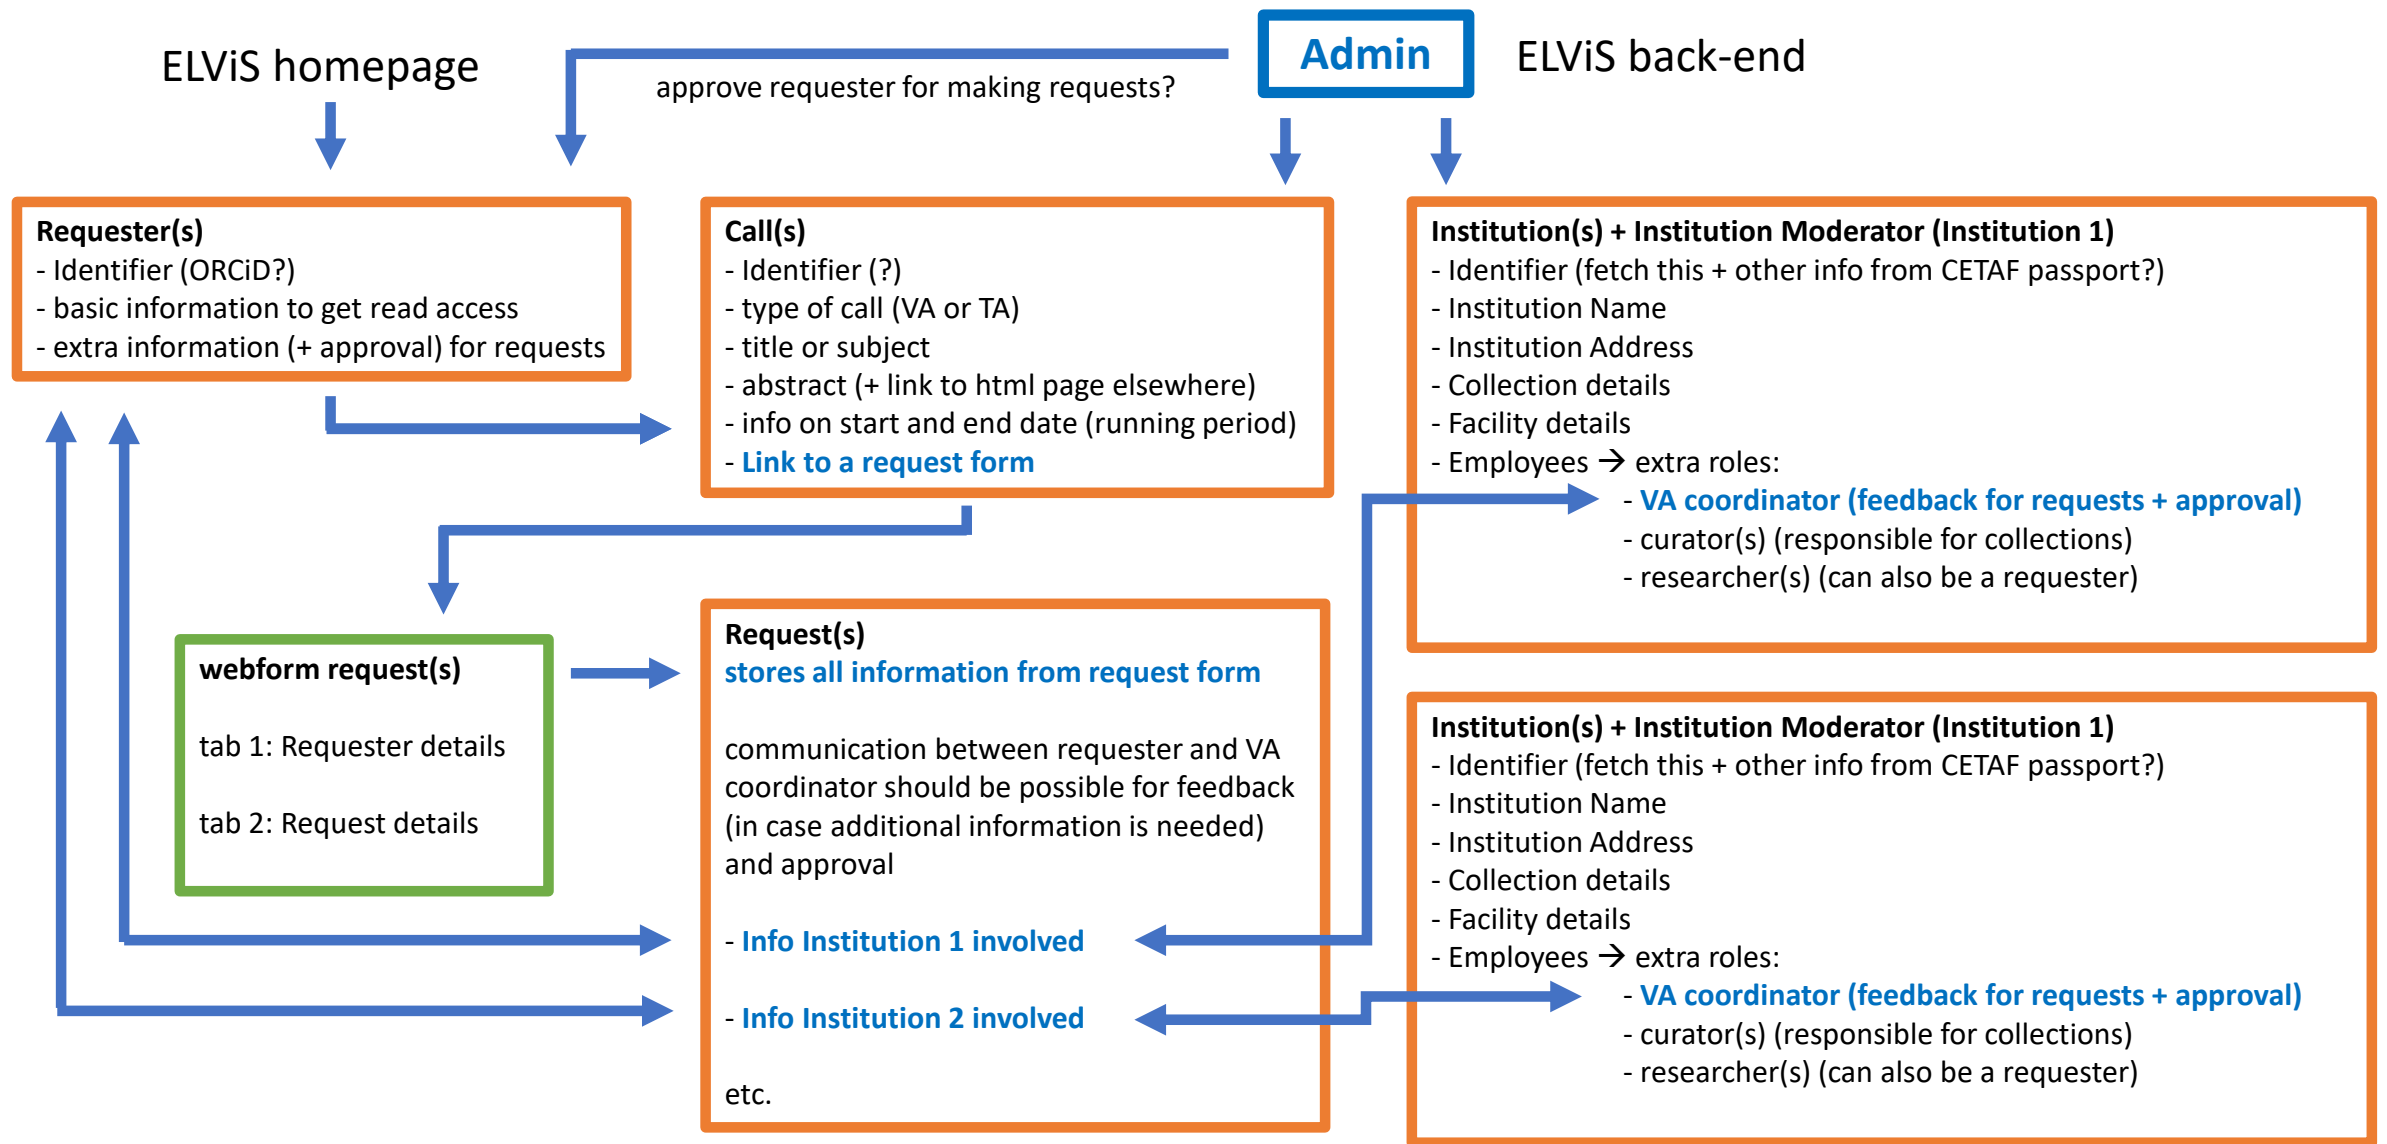 ELViS homepage
approve requester for making requests?
Admin
ELViS back-end
Requester(s)
- Identifier (ORCiD?)
- basic information to get read access
- extra information (+ approval) for requests
Call(s)
- Identifier (?)
- type of call (VA or TA)
- title or subject
- abstract (+ link to html page elsewhere)
- info on start and end date (running period)
- Link to a request form
Institution(s) + Institution Moderator (Institution 1)
- Identifier (fetch this + other info from CETAF passport?)
- Institution Name
- Institution Address
- Collection details
- Facility details
- Employees → extra roles:
- VA coordinator (feedback for requests + approval)
- curator(s) (responsible for collections)
- researcher(s) (can also be a requester)
webform request(s)
tab 1: Requester details
tab 2: Request details
Request(s)
stores all information from request form
communication between requester and VA
coordinator should be possible for feedback
(in case additional information is needed)
and approval
- Info Institution 1 involved
- Info Institution 2 involved
etc.
Institution(s) + Institution Moderator (Institution 1)
- Identifier (fetch this + other info from CETAF passport?)
- Institution Name
- Institution Address
- Collection details
- Facility details
- Employees → extra roles:
- VA coordinator (feedback for requests + approval)
- curator(s) (responsible for collections)
- researcher(s) (can also be a requester)